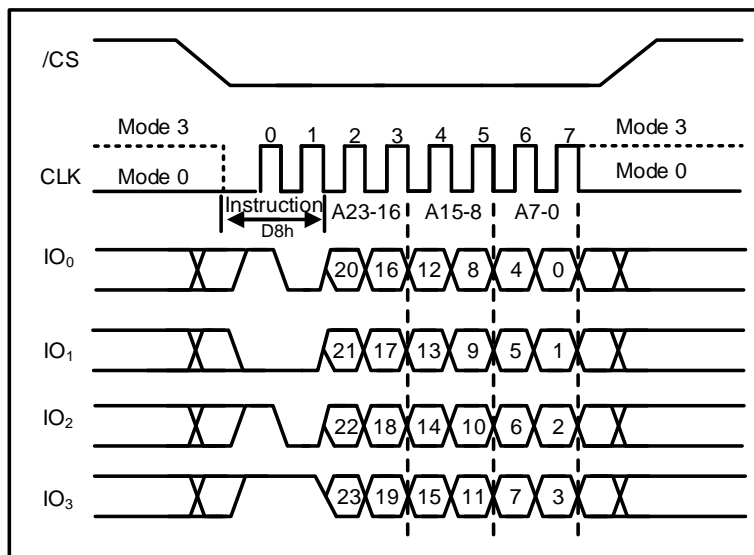 /CS
Mode 3 0 1 2 3 4 5 6 7 Mode 3
CLK Mode 0 Mode 0
Instruction A23-16 A15-8 A7-0
D8h
IO0 20 16 12 8 4 0
IO1 21 17 13 9 5 1
IO2 22 18 14 10 6 2
IO3 23 19 15 11 7 3